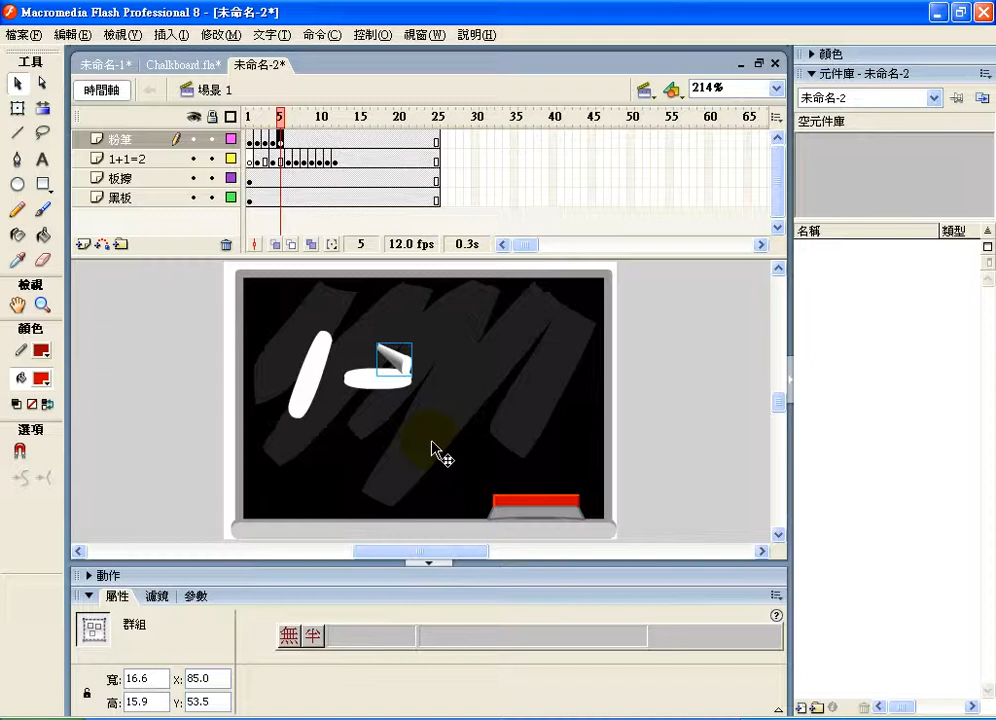 Macromedia Flash Professional 8 - [未命名-2*]
檔案(F) 編輯(E) 檢視(V) 插入(I) 修改(M) 文字(T) 命令(C) 控制(O) 視窗(W) 說明(H)
工具
檢視
顏色
選項
未命名-1* Chalkboard.fla* 未命名-2*
時間軸 場景 1 214%
1 5 10 15 20 25 30 35 40 45 50 55 60 65
粉筆
1+1=2
板擦
黑板
5 12.0 fps 0.3s
動作
屬性 濾鏡 參數
群組
無 半
寬: 16.6 X: 85.0
高: 15.9 Y: 53.5
顏色
元件庫 - 未命名-2
未命名-2
空元件庫
名稱 類型